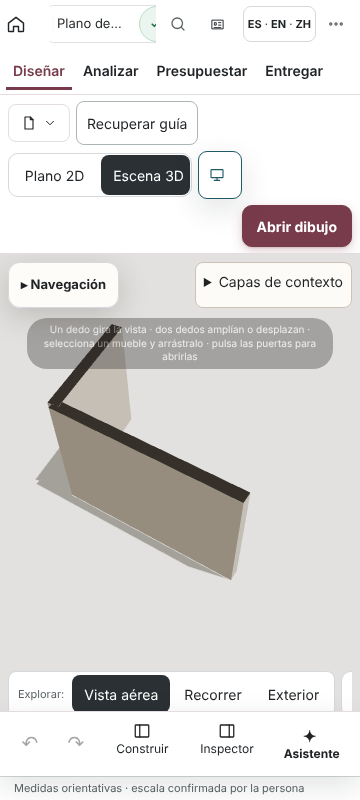 Plano de...
ES · EN · ZH
Diseñar Analizar Presupuestar Entregar
Recuperar guía
Plano 2D Escena 3D
Abrir dibujo
▸ Navegación
▶ Capas de contexto
Un dedo gira la vista · dos dedos amplían o desplazan ·
selecciona un mueble y arrástralo · pulsa las puertas para
abrirlas
Explorar: Vista aérea Recorrer Exterior
Construir Inspector Asistente
Medidas orientativas · escala confirmada por la persona